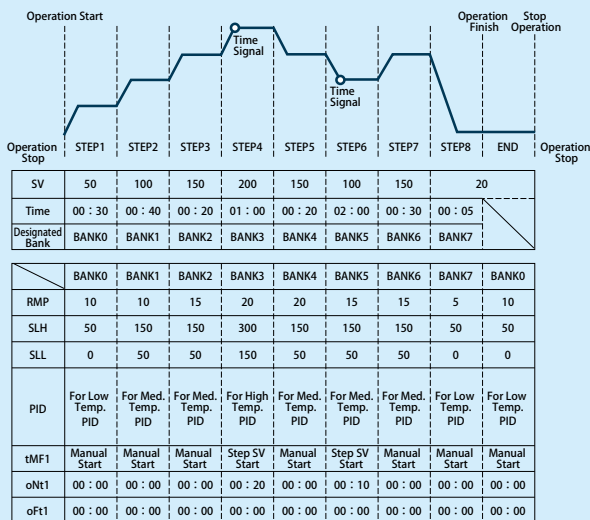 Operation Start
Operation Finish
Stop Operation
Time Signal
Time Signal
Operation Stop
STEP1 STEP2 STEP3 STEP4 STEP5 STEP6 STEP7 STEP8 END
Operation Stop
SV 50 100 150 200 150 100 150 20
Time 00：30 00：40 00：20 01：00 00：20 02：00 00：30 00：05
Designated Bank BANK0 BANK1 BANK2 BANK3 BANK4 BANK5 BANK6 BANK7
BANK0 BANK1 BANK2 BANK3 BANK4 BANK5 BANK6 BANK7 BANK0
RMP 10 10 15 20 20 15 15 5 10
SLH 50 150 150 300 150 150 150 50 50
SLL 0 50 50 150 50 50 50 0 0
PID For Low Temp. PID For Med. Temp. PID For Med. Temp. PID For High Temp. PID For Med. Temp. PID For Med. Temp. PID For Med. Temp. PID For Low Temp. PID For Low Temp. PID
tMF1 Manual Start Manual Start Manual Start Step SV Start Manual Start Step SV Start Manual Start Manual Start Manual Start
oNt1 00：00 00：00 00：00 00：20 00：00 00：10 00：00 00：00 00：00
oFt1 00：00 00：00 00：00 00：00 00：00 00：00 00：00 00：00 00：00